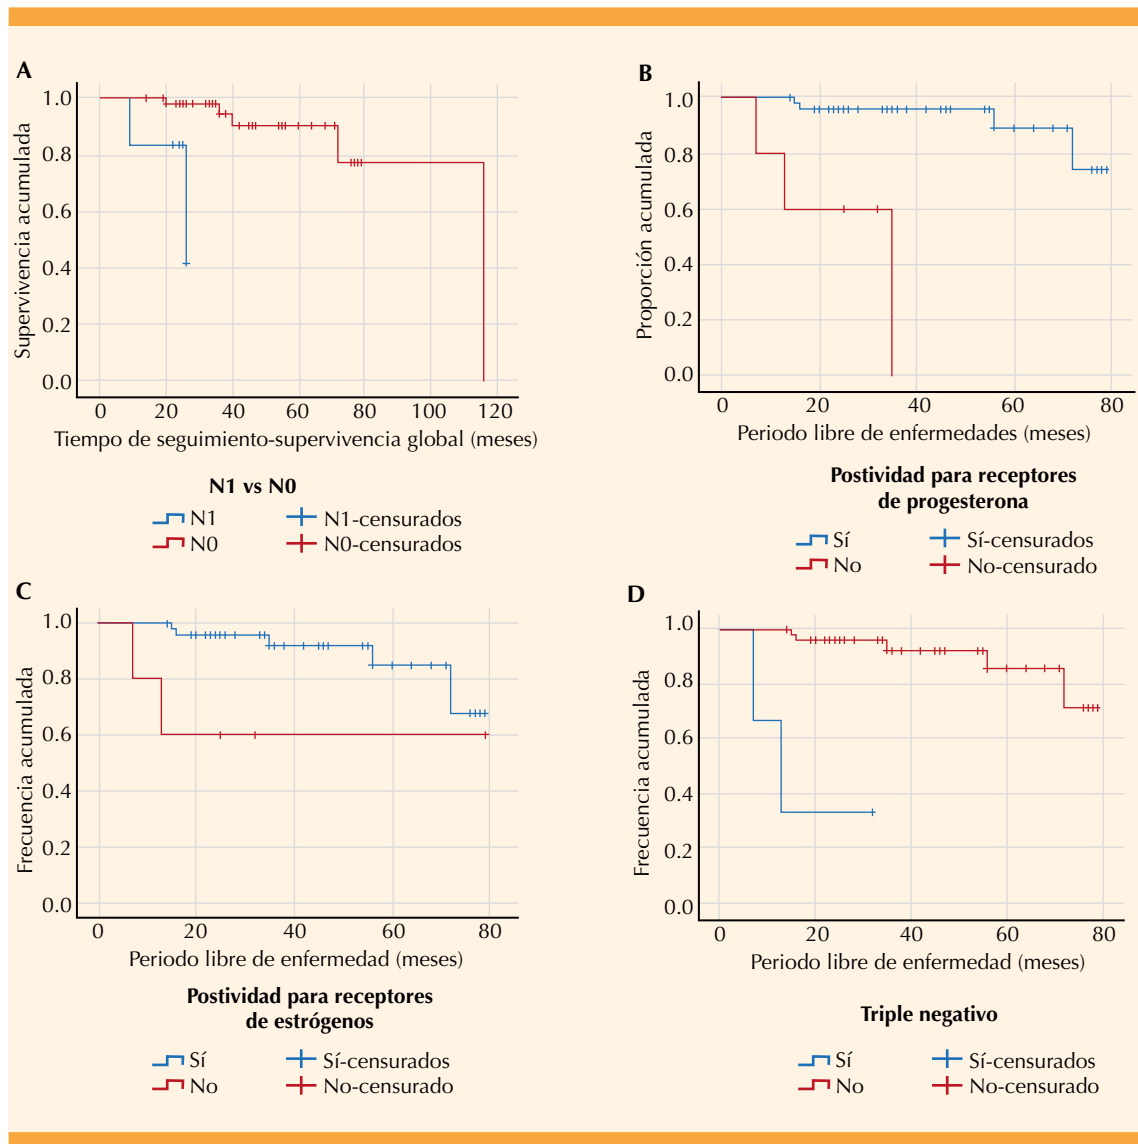 A
Supervivencia acumulada
1.0
0.8
0.6
0.4
0.2
0.0
0 20 40 60 80 100 120
Tiempo de seguimiento-supervivencia global (meses)
N1 vs N0
N1 N1-censurados
N0 N0-censurados
B
Proporción acumulada
1.0
0.8
0.6
0.4
0.2
0.0
0 20 40 60 80
Periodo libre de enfermedades (meses)
Postividad para receptores
de progesterona
Sí Sí-censurados
No No-censurado
C
Frecuencia acumulada
1.0
0.8
0.6
0.4
0.2
0.0
0 20 40 60 80
Periodo libre de enfermedad (meses)
Postividad para receptores
de estrógenos
Sí Sí-censurados
No No-censurado
D
Frecuencia acumulada
1.0
0.8
0.6
0.4
0.2
0.0
0 20 40 60 80
Periodo libre de enfermedad (meses)
Triple negativo
Sí Sí-censurados
No No-censurado